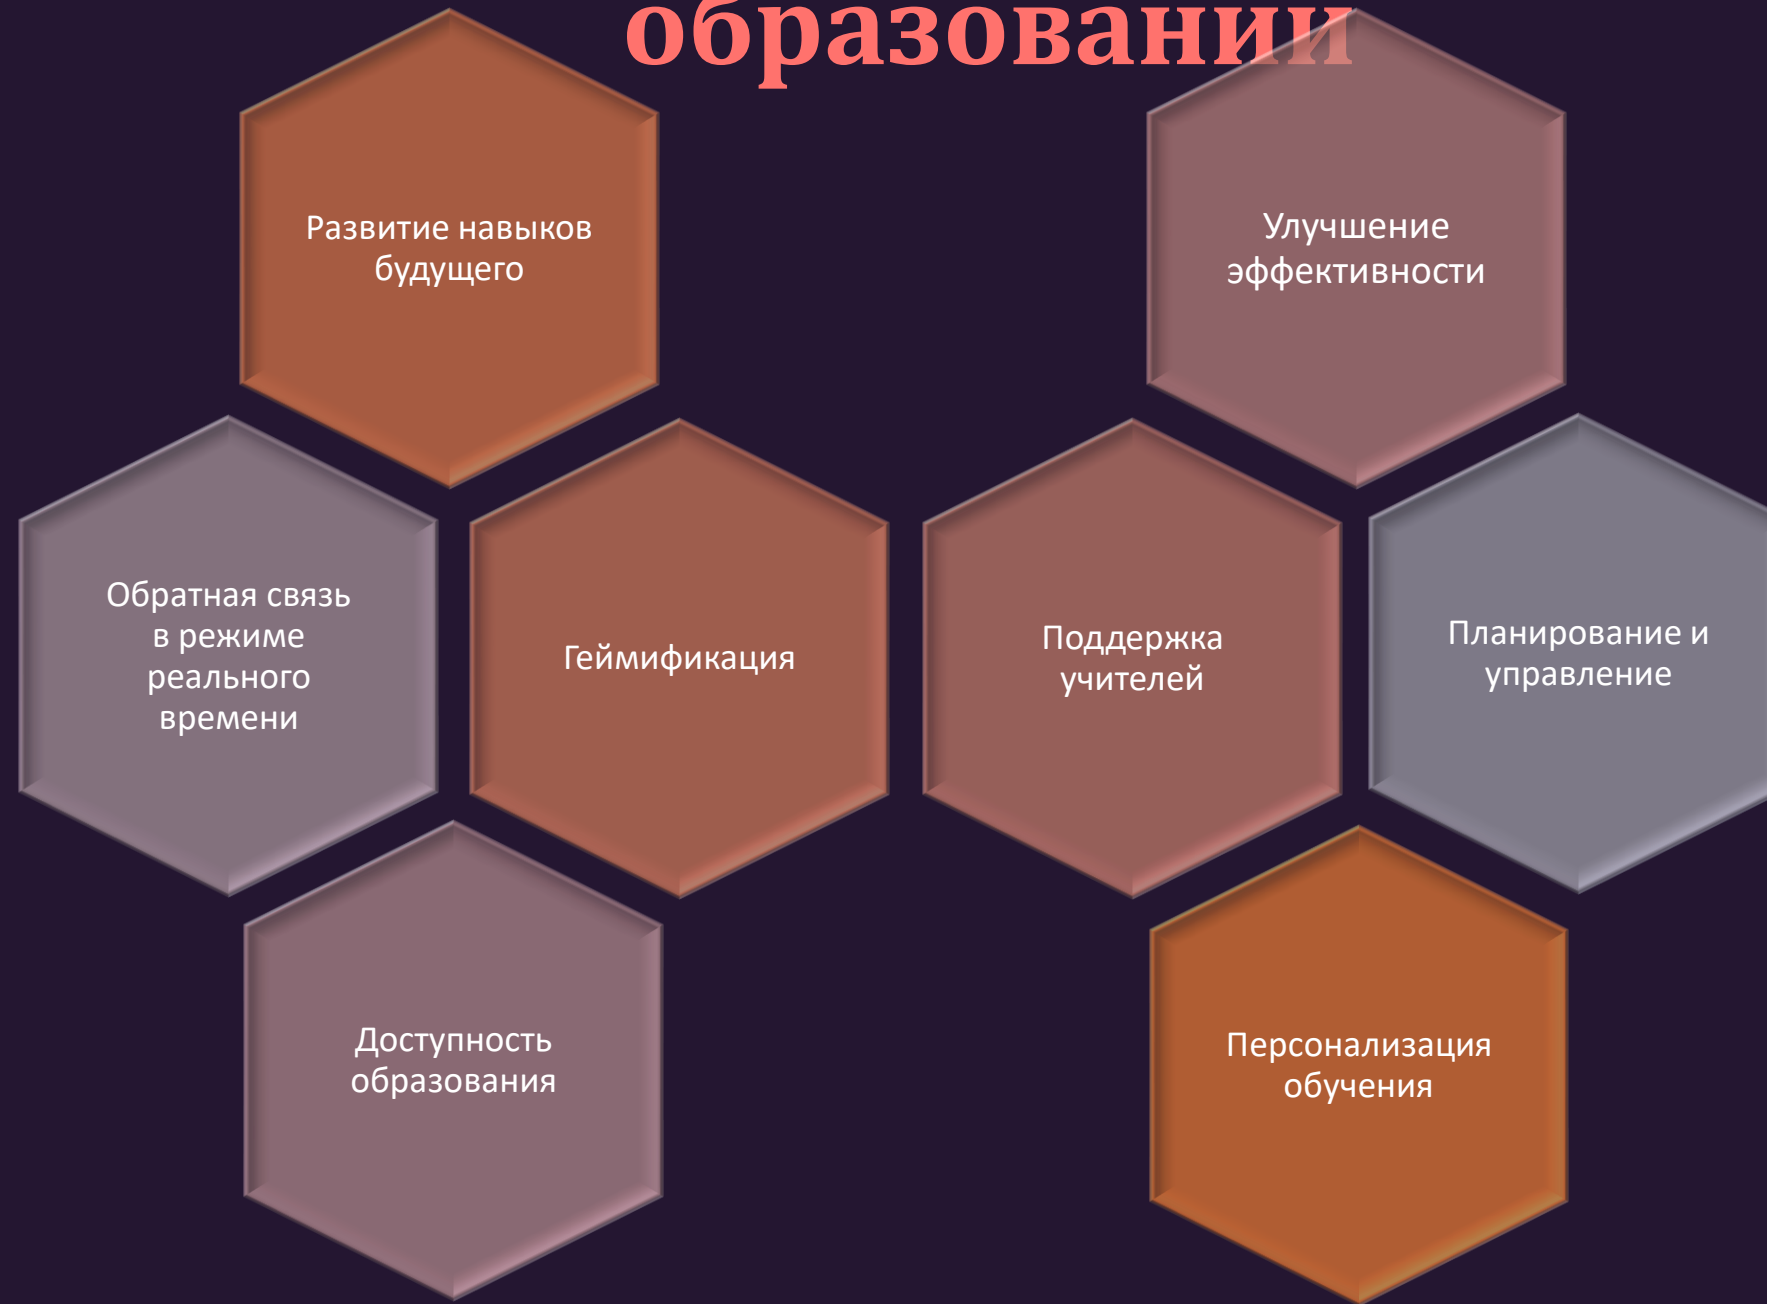 образовании
Развитие навыков
будущего
Улучшение
эффективности
Обратная связь
в режиме
реального
времени
Геймификация
Поддержка
учителей
Планирование и
управление
Доступность
образования
Персонализация
обучения